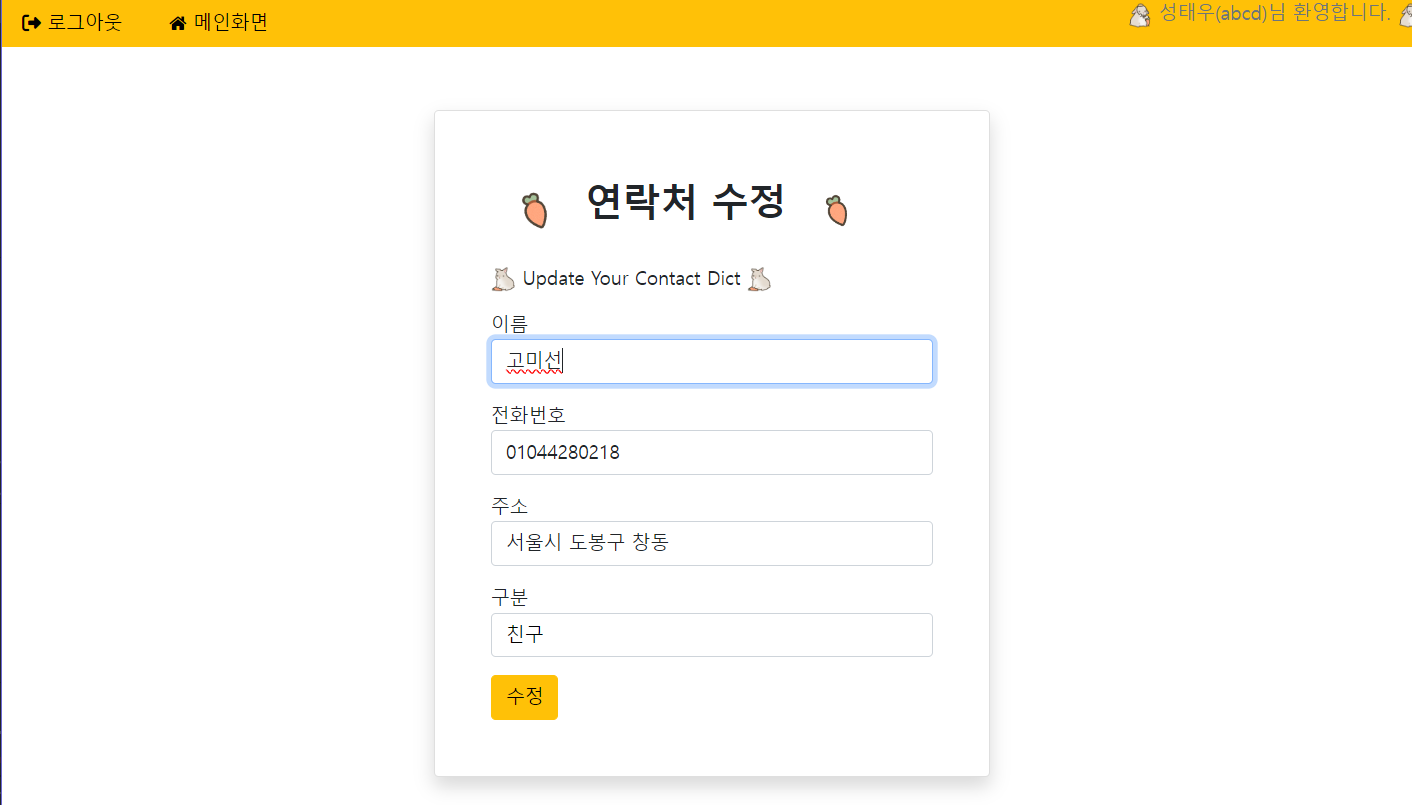 로그아웃 메인화면 성태우(abcd)님 환영합니다.
연락처 수정
Update Your Contact Dict
이름
고미선
전화번호
01044280218
주소
서울시 도봉구 창동
구분
친구
수정